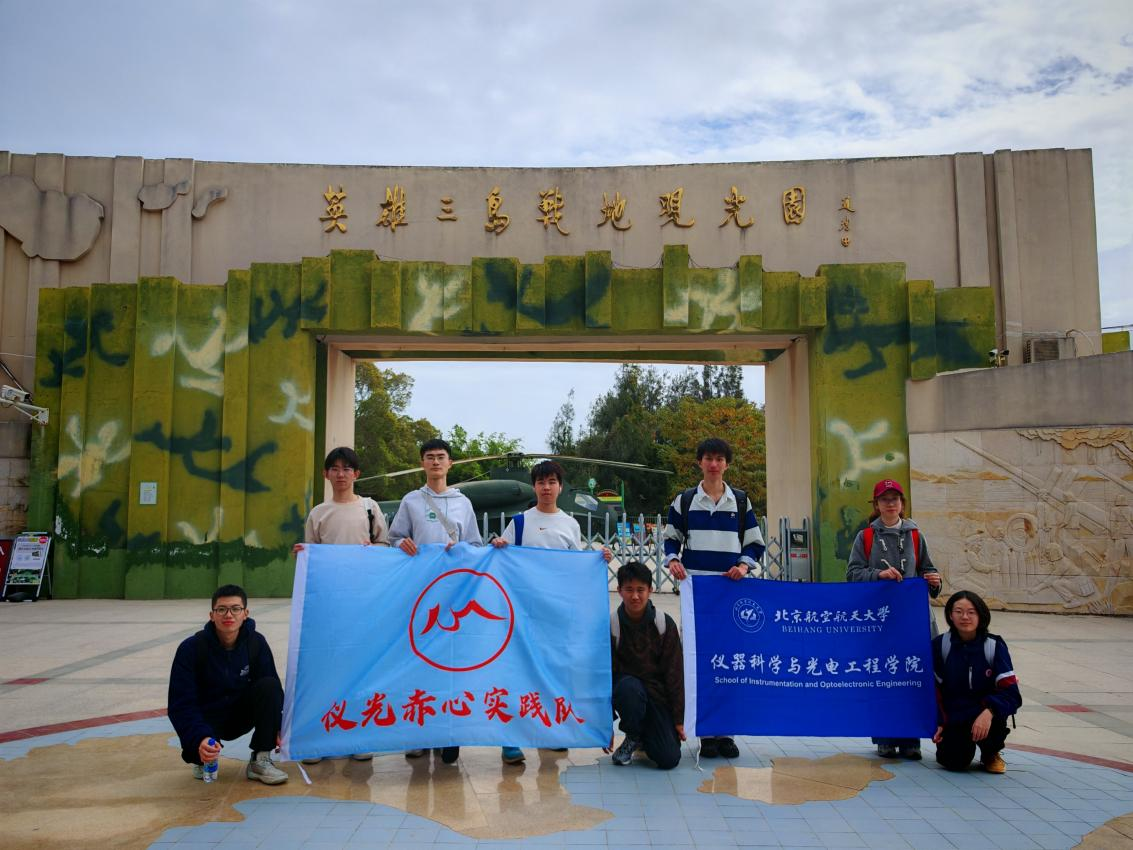 英雄三岛战地观光园
仪光赤心实践队
北京航空航天大学
BEIHANG UNIVERSITY
仪器科学与光电工程学院
School of Instrumentation and Optoelectronic Engineering